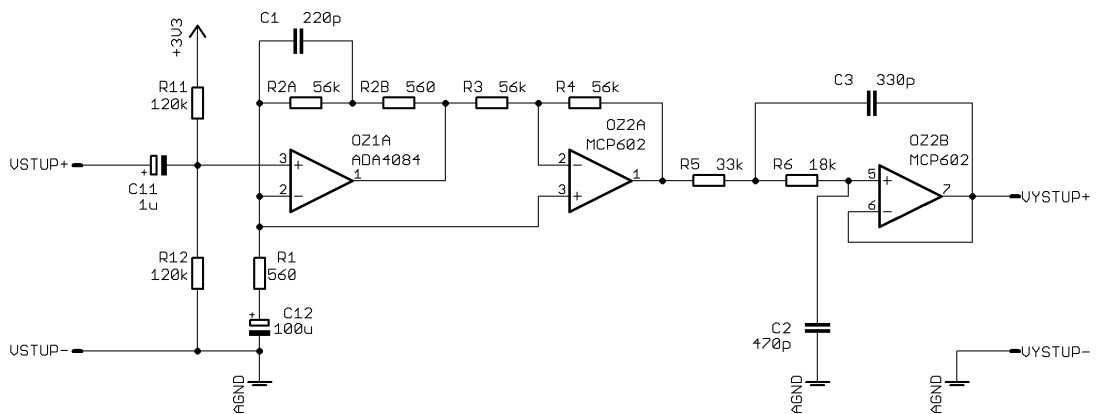 C1 220p
+3V3
R11
120k
R2A 56k
R2B 560
R3 56k
R4 56k
C3 330p
OZ1A
ADA4084
OZ2A
MCP602
OZ2B
MCP602
VSTUP+
+
C11
1u
3 +
2 -
1
2 -
3 +
1
R5 33k
R6 18k
5 +
6 -
7
VYSTUP+
R12
120k
R1
560
+
C12
100u
C2
470p
VSTUP-
VYSTUP-
AGND
AGND
AGND